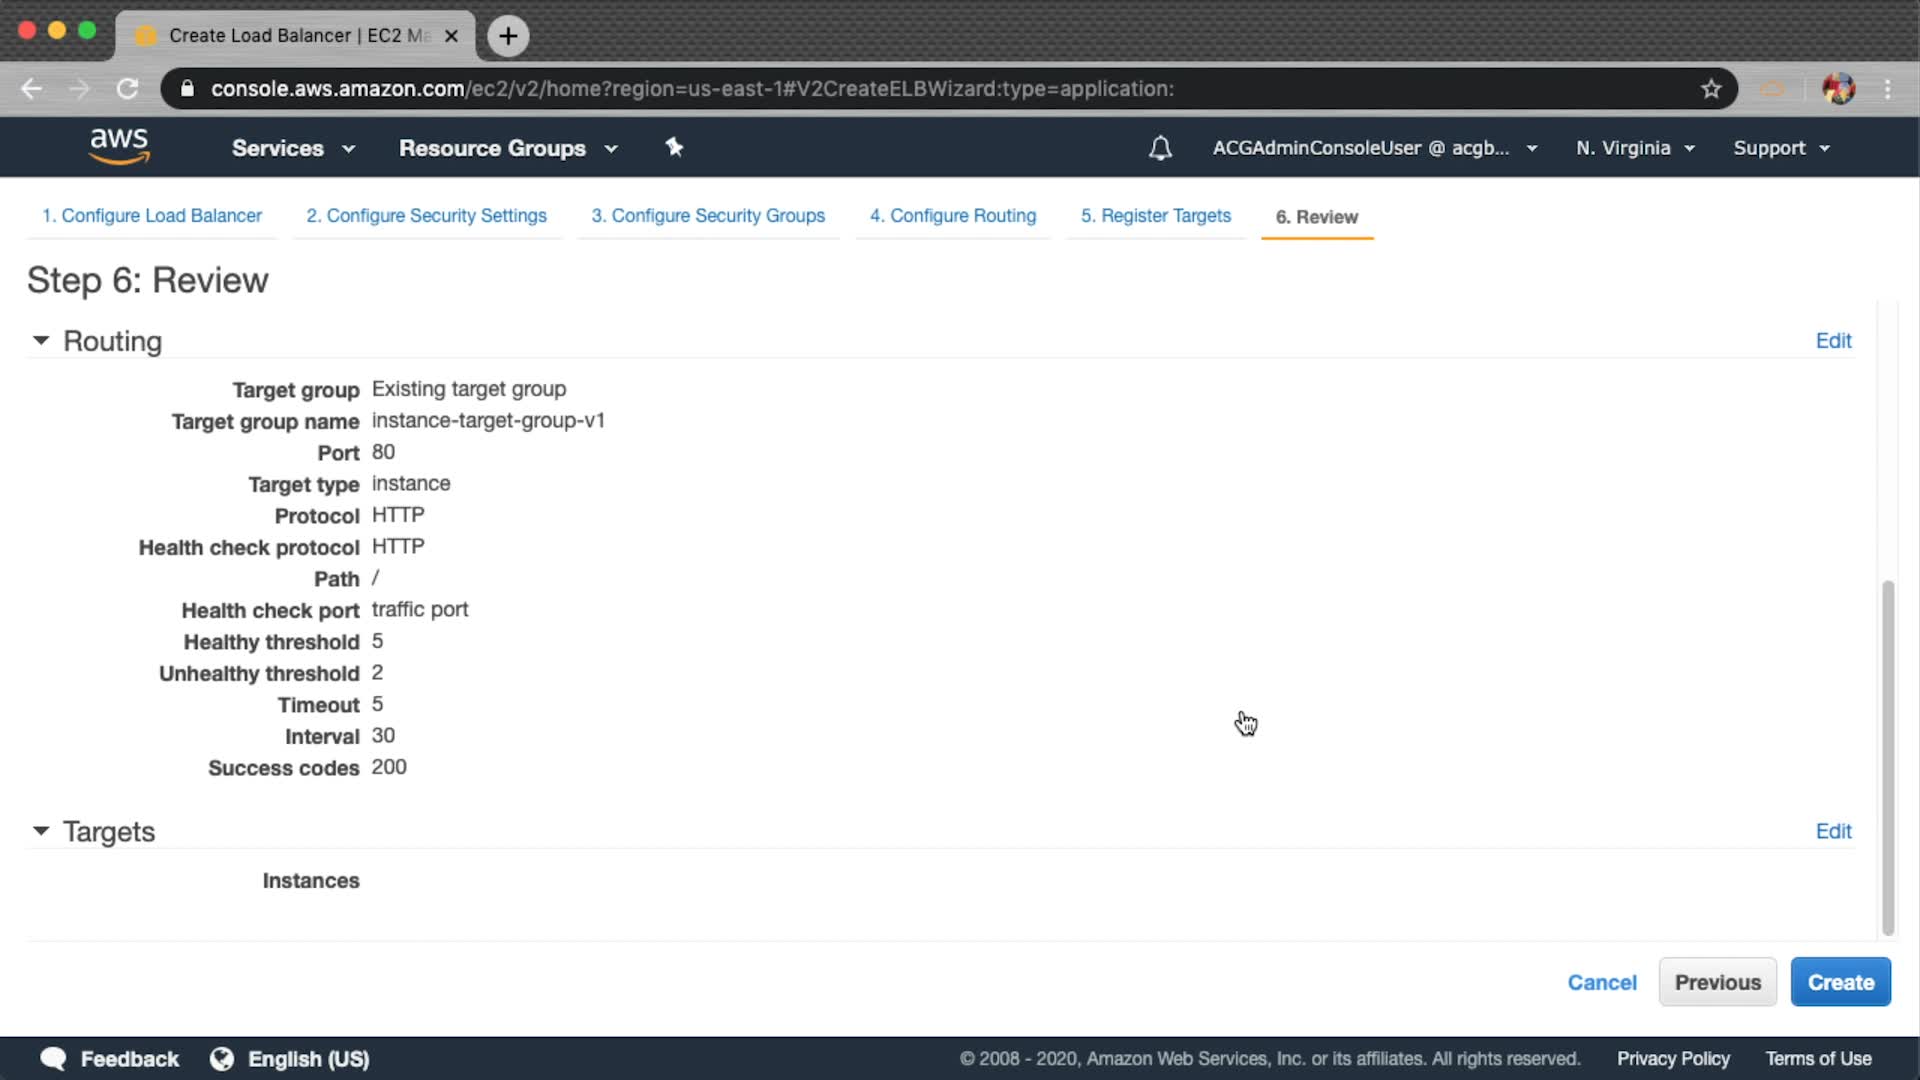 Create Load Balancer | EC2 Ma
console.aws.amazon.com/ec2/v2/home?region=us-east-1#V2CreateELBWizard:type=application:
aws Services Resource Groups ACGAdminConsoleUser @ acgb... N. Virginia Support
1. Configure Load Balancer 2. Configure Security Settings 3. Configure Security Groups 4. Configure Routing 5. Register Targets 6. Review
Step 6: Review
Routing Edit
Target group Existing target group
Target group name instance-target-group-v1
Port 80
Target type instance
Protocol HTTP
Health check protocol HTTP
Path /
Health check port traffic port
Healthy threshold 5
Unhealthy threshold 2
Timeout 5
Interval 30
Success codes 200
Targets Edit
Instances
Cancel Previous Create
Feedback English (US) © 2008 - 2020, Amazon Web Services, Inc. or its affiliates. All rights reserved. Privacy Policy Terms of Use